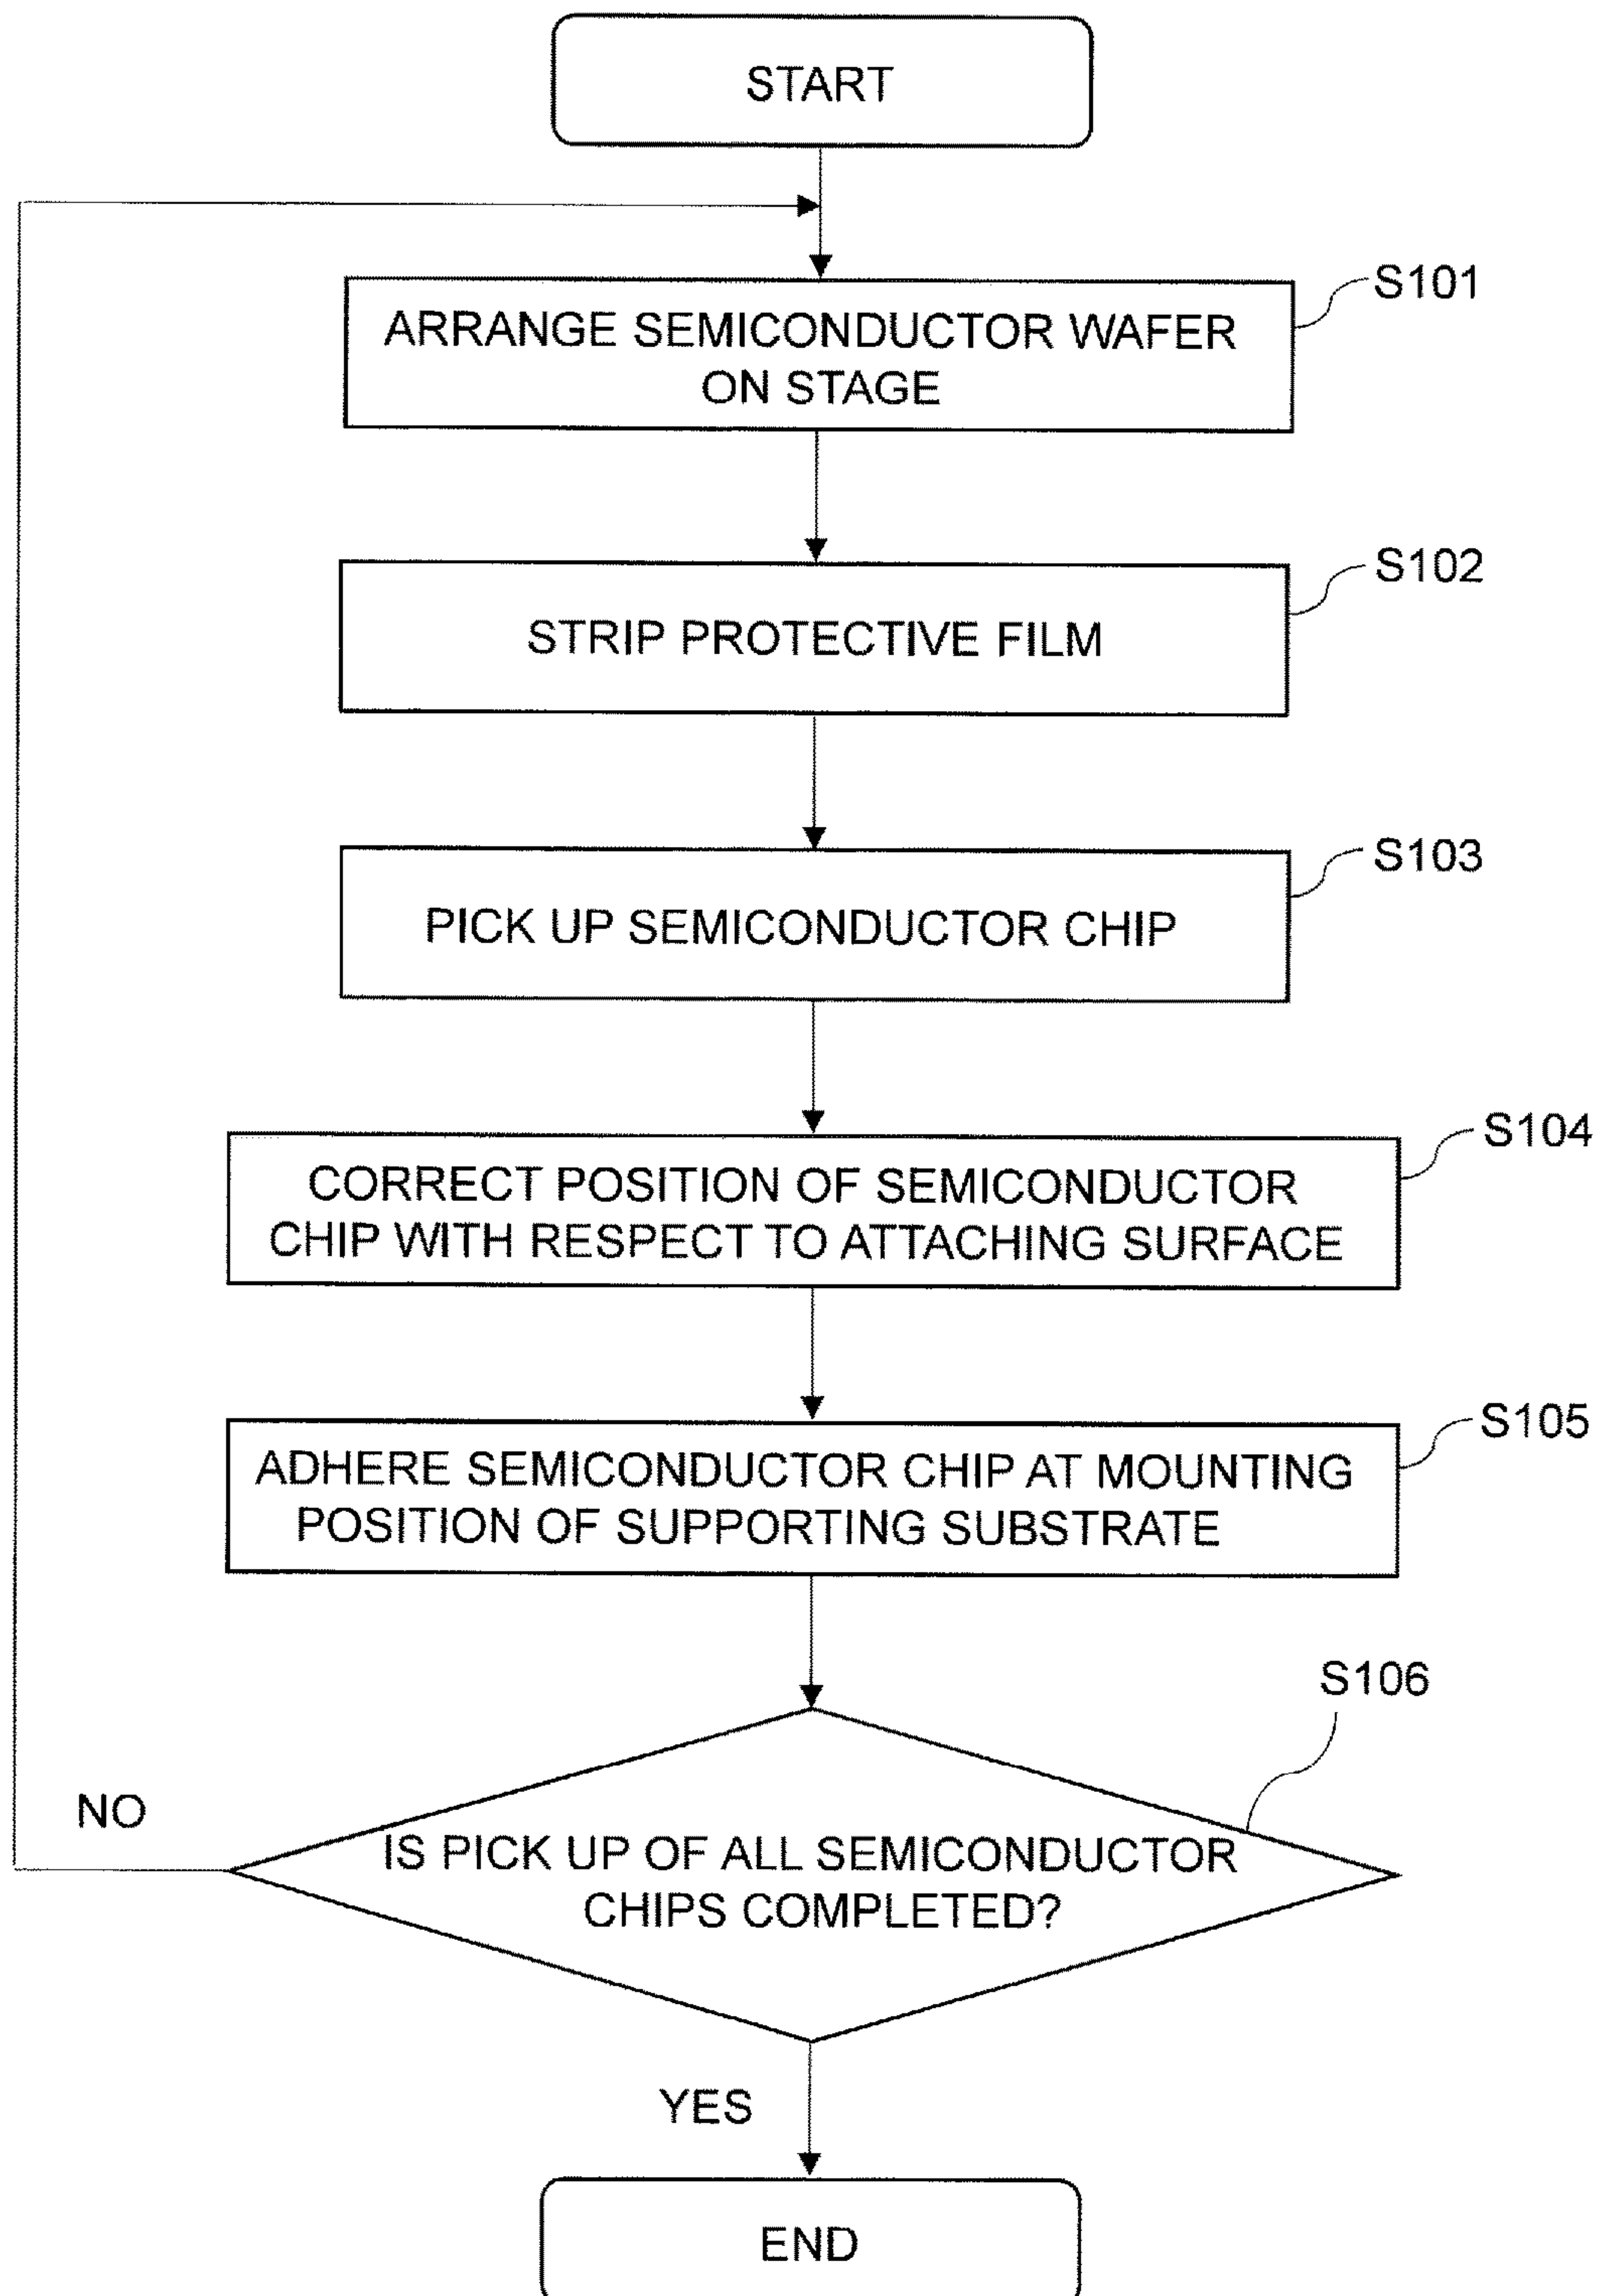 START
S101
ARRANGE SEMICONDUCTOR WAFER
ON STAGE
S102
STRIP PROTECTIVE FILM
S103
PICK UP SEMICONDUCTOR CHIP
S104
CORRECT POSITION OF SEMICONDUCTOR
CHIP WITH RESPECT TO ATTACHING SURFACE
S105
ADHERE SEMICONDUCTOR CHIP AT MOUNTING
POSITION OF SUPPORTING SUBSTRATE
S106
IS PICK UP OF ALL SEMICONDUCTOR
CHIPS COMPLETED?
NO
YES
END